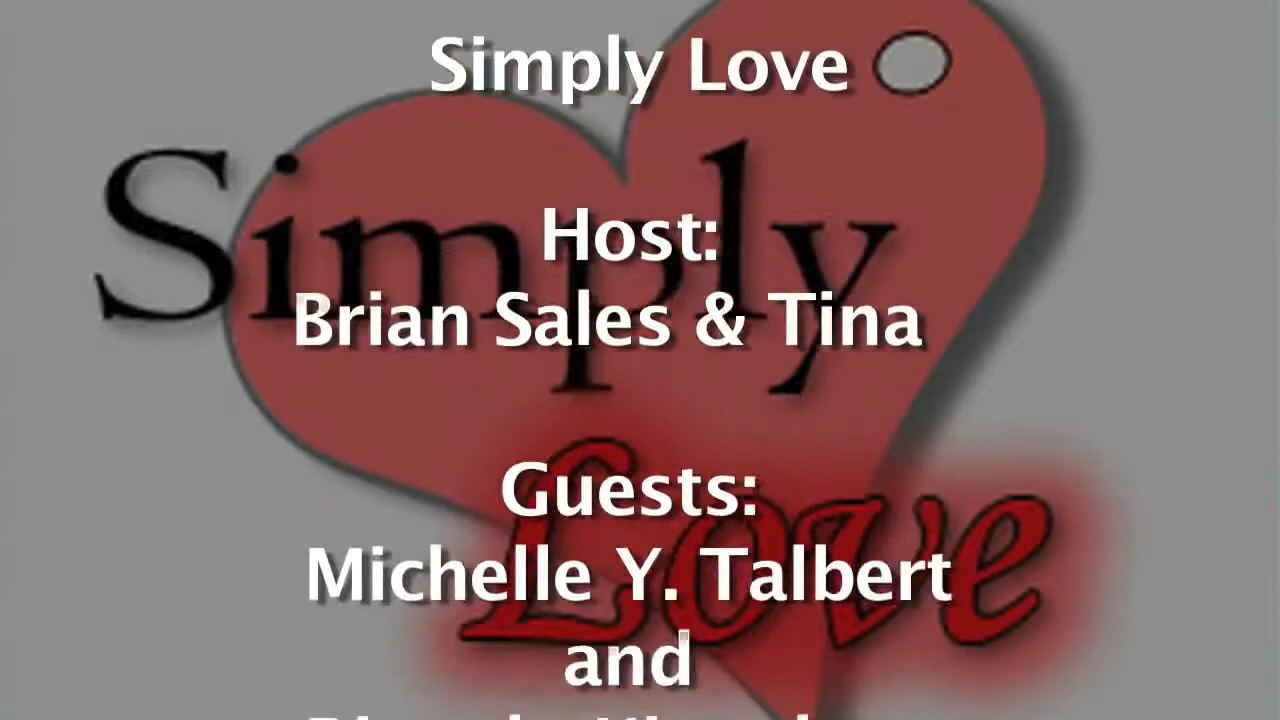 Simply Love
Simply
Host:
Brian Sales & Tina
Love
Guests:
Michelle Y. Talbert
and